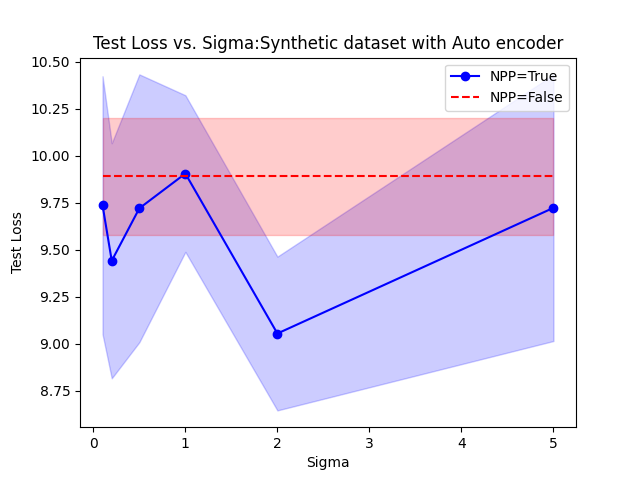 Test Loss vs. Sigma:Synthetic dataset with Auto encoder
NPP=True
NPP=False
10.50
10.25
10.00
9.75
9.50
9.25
9.00
8.75
Test Loss
0 1 2 3 4 5
Sigma